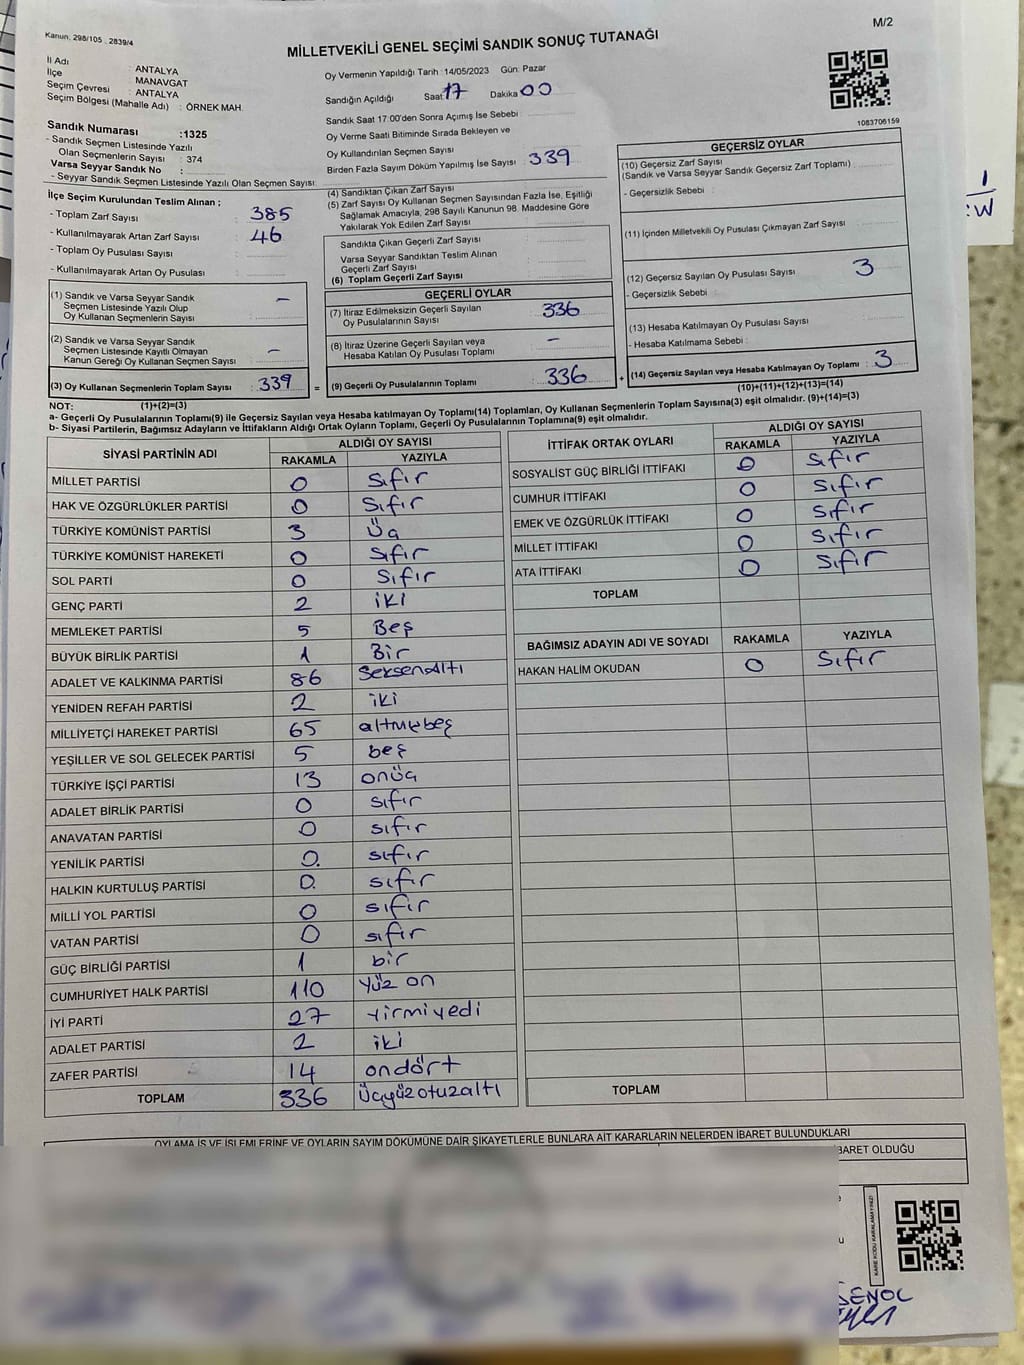 Kanun. 298/105 . 2839/4
M/2
MİLLETVEKİLİ GENEL SEÇİMİ SANDIK SONUÇ TUTANAĞI
İl Adı : ANTALYA
İlçe : MANAVGAT
Seçim Çevresi : ANTALYA
Seçim Bölgesi (Mahalle Adı) : ÖRNEK MAH.
Sandık Numarası :1325
- Sandık Seçmen Listesinde Yazılı
Olan Seçmenlerin Sayısı : 374
Varsa Seyyar Sandık No :
- Seyyar Sandık Seçmen Listesinde Yazılı Olan Seçmen Sayısı:
Oy Vermenin Yapıldığı Tarih :14/05/2023 Gün: Pazar
Sandığın Açıldığı Saat 17 Dakika 00
Sandık Saat 17:00'den Sonra Açımış İse Sebebi :
Oy Verme Saati Bitiminde Sırada Bekleyen ve
Oy Kullandırılan Seçmen Sayısı
Birden Fazla Sayım Döküm Yapılmış İse Sayısı : 339
1083706159
İlçe Seçim Kurulundan Teslim Alınan ;
- Toplam Zarf Sayısı : 385
- Kullanılmayarak Artan Zarf Sayısı : 46
- Toplam Oy Pusulası Sayısı :
- Kullanılmayarak Artan Oy Pusulası :
(1) Sandık ve Varsa Seyyar Sandık
Seçmen Listesinde Yazılı Olup
Oy Kullanan Seçmenlerin Sayısı : –
(2) Sandık ve Varsa Seyyar Sandık
Seçmen Listesinde Kayıtlı Olmayan
Kanun Gereği Oy Kullanan Seçmen Sayısı : –
(3) Oy Kullanan Seçmenlerin Toplam Sayısı : 339 =
(1)+(2)=(3)
(4) Sandıktan Çıkan Zarf Sayısı
(5) Zarf Sayısı Oy Kullanan Seçmen Sayısından Fazla İse, Eşitliği
Sağlamak Amacıyla, 298 Sayılı Kanunun 98. Maddesine Göre
Yakılarak Yok Edilen Zarf Sayısı
Sandıkta Çıkan Geçerli Zarf Sayısı :
Varsa Seyyar Sandıktan Teslim Alınan
Geçerli Zarf Sayısı
(6) Toplam Geçerli Zarf Sayısı
GEÇERLİ OYLAR
(7) İtiraz Edilmeksizin Geçerli Sayılan
Oy Pusulalarının Sayısı : 336
(8) İtiraz Üzerine Geçerli Sayılan veya
Hesaba Katılan Oy Pusulası Toplamı : –
(9) Geçerli Oy Pusulalarının Toplamı : 336 +
GEÇERSİZ OYLAR
(10) Geçersiz Zarf Sayısı
(Sandık ve Varsa Seyyar Sandık Geçersiz Zarf Toplamı)
- Geçersizlik Sebebi :
(11) İçinden Milletvekili Oy Pusulası Çıkmayan Zarf Sayısı
(12) Geçersiz Sayılan Oy Pusulası Sayısı : 3
- Geçersizlik Sebebi :
(13) Hesaba Katılmayan Oy Pusulası Sayısı :
- Hesaba Katılmama Sebebi :
(14) Geçersiz Sayılan veya Hesaba Katılmayan Oy Toplamı : 3
(10)+(11)+(12)+(13)=(14)
NOT:
a- Geçerli Oy Pusulalarının Toplamı(9) ile Geçersiz Sayılan veya Hesaba katılmayan Oy Toplamı(14) Toplamları, Oy Kullanan Seçmenlerin Toplam Sayısına(3) eşit olmalıdır. (9)+(14)=(3)
b- Siyasi Partilerin, Bağımsız Adayların ve İttifakların Aldığı Ortak Oyların Toplamı, Geçerli Oy Pusulalarının Toplamına(9) eşit olmalıdır.
SİYASİ PARTİNİN ADI ALDIĞI OY SAYISI
RAKAMLA YAZIYLA
MİLLET PARTİSİ 0 Sıfır
HAK VE ÖZGÜRLÜKLER PARTİSİ 0 Sıfır
TÜRKİYE KOMÜNİST PARTİSİ 3 Üç
TÜRKİYE KOMÜNİST HAREKETİ 0 Sıfır
SOL PARTİ 0 Sıfır
GENÇ PARTİ 2 iki
MEMLEKET PARTİSİ 5 Beş
BÜYÜK BİRLİK PARTİSİ 1 Bir
ADALET VE KALKINMA PARTİSİ 86 SeksenAltı
YENİDEN REFAH PARTİSİ 2 iki
MİLLİYETÇİ HAREKET PARTİSİ 65 altmışbeş
YEŞİLLER VE SOL GELECEK PARTİSİ 5 beş
TÜRKİYE İŞÇİ PARTİSİ 13 onüç
ADALET BİRLİK PARTİSİ 0 sıfır
ANAVATAN PARTİSİ 0 sıfır
YENİLİK PARTİSİ 0. sıfır
HALKIN KURTULUŞ PARTİSİ 0. sıfır
MİLLİ YOL PARTİSİ 0 sıfır
VATAN PARTİSİ 0 sıfır
GÜÇ BİRLİĞİ PARTİSİ 1 bir
CUMHURİYET HALK PARTİSİ 110 Yüz on
İYİ PARTİ 27 yirmiyedi
ADALET PARTİSİ 2 iki
ZAFER PARTİSİ 14 ondört
TOPLAM 336 Üçyüzotuzaltı
İTTİFAK ORTAK OYLARI ALDIĞI OY SAYISI
RAKAMLA YAZIYLA
SOSYALİST GÜÇ BİRLİĞİ İTTİFAKI 0 Sıfır
CUMHUR İTTİFAKI 0 Sıfır
EMEK VE ÖZGÜRLÜK İTTİFAKI 0 Sıfır
MİLLET İTTİFAKI 0 Sıfır
ATA İTTİFAKI 0 Sıfır
TOPLAM
BAĞIMSIZ ADAYIN ADI VE SOYADI RAKAMLA YAZIYLA
HAKAN HALİM OKUDAN 0 Sıfır
TOPLAM
OYLAMA İŞ VE İŞLEMLERİNE VE OYLARIN SAYIM DÖKÜMÜNE DAİR ŞİKAYETLERLE BUNLARA AİT KARARLARIN NELERDEN İBARET BULUNDUKLARI
BARET OLDUĞU
KARE KODU KARALAMAYINIZ!
ŞENOL